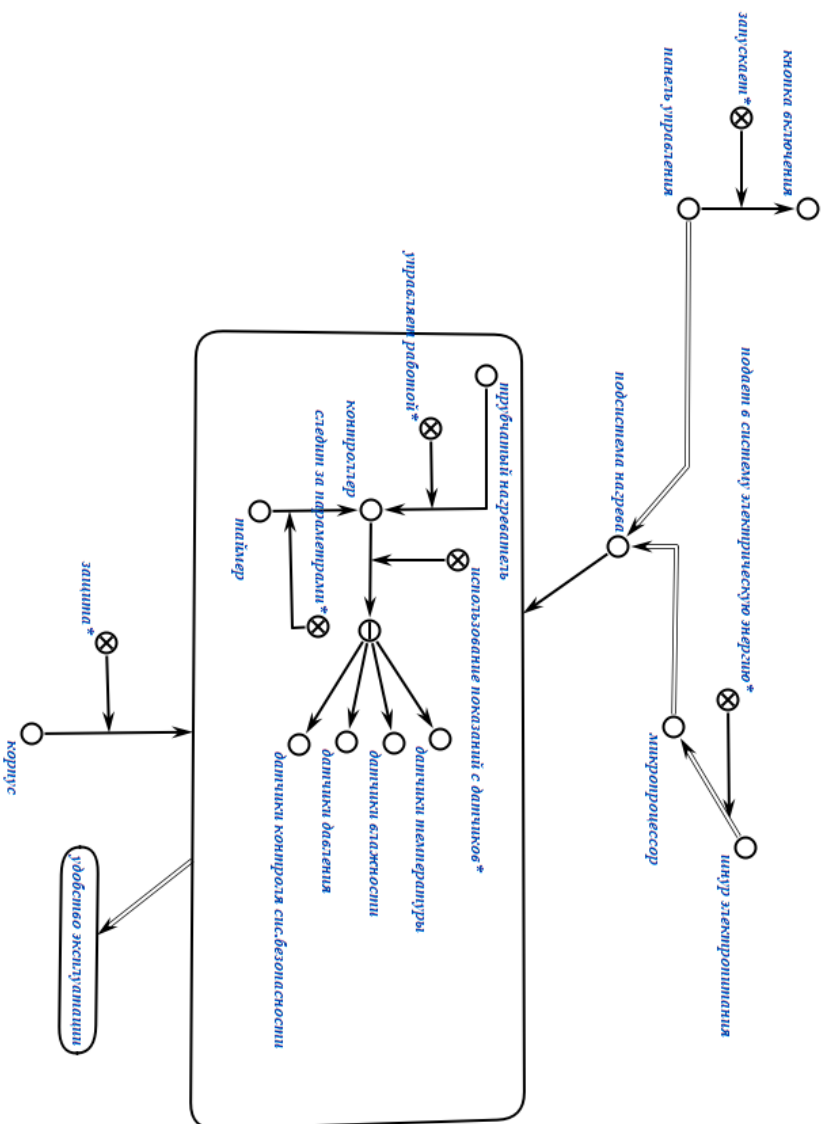 кнопка включения
запускает*
панель управления
подает в систему электрическую энергию*
шнур электропитания
микропроцессор
подсистема нагрева
трубчатый нагреватель
использование показаний с датчиков*
управляет работой*
датчики температуры
датчики влажности
контроллер
датчики давления
следит за параметрами*
датчики контроля сис.безопасности
таймер
защита*
удобство эксплуатации
корпус